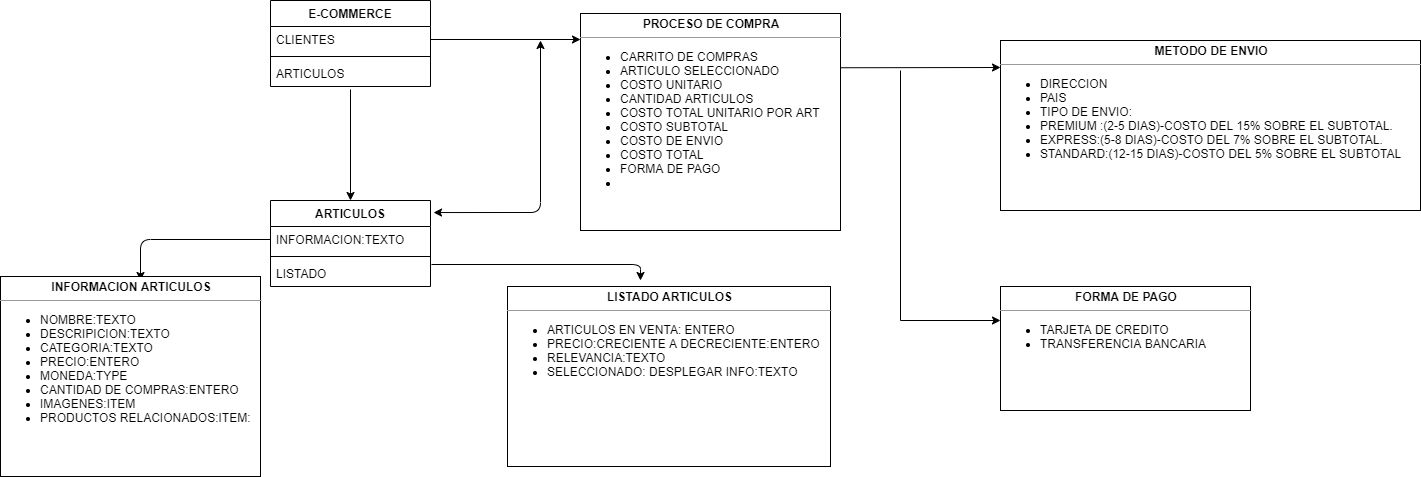 E-COMMERCE
CLIENTES
ARTICULOS
PROCESO DE COMPRA
CARRITO DE COMPRAS
ARTICULO SELECCIONADO
COSTO UNITARIO
CANTIDAD ARTICULOS
COSTO TOTAL UNITARIO POR ART
COSTO SUBTOTAL
COSTO DE ENVIO
COSTO TOTAL
FORMA DE PAGO
METODO DE ENVIO
DIRECCION
PAIS
TIPO DE ENVIO:
PREMIUM :(2-5 DIAS)-COSTO DEL 15% SOBRE EL SUBTOTAL.
EXPRESS:(5-8 DIAS)-COSTO DEL 7% SOBRE EL SUBTOTAL.
STANDARD:(12-15 DIAS)-COSTO DEL 5% SOBRE EL SUBTOTAL
ARTICULOS
INFORMACION:TEXTO
LISTADO
INFORMACION ARTICULOS
NOMBRE:TEXTO
DESCRIPICION:TEXTO
CATEGORIA:TEXTO
PRECIO:ENTERO
MONEDA:TYPE
CANTIDAD DE COMPRAS:ENTERO
IMAGENES:ITEM
PRODUCTOS RELACIONADOS:ITEM:
LISTADO ARTICULOS
ARTICULOS EN VENTA: ENTERO
PRECIO:CRECIENTE A DECRECIENTE:ENTERO
RELEVANCIA:TEXTO
SELECCIONADO: DESPLEGAR INFO:TEXTO
FORMA DE PAGO
TARJETA DE CREDITO
TRANSFERENCIA BANCARIA